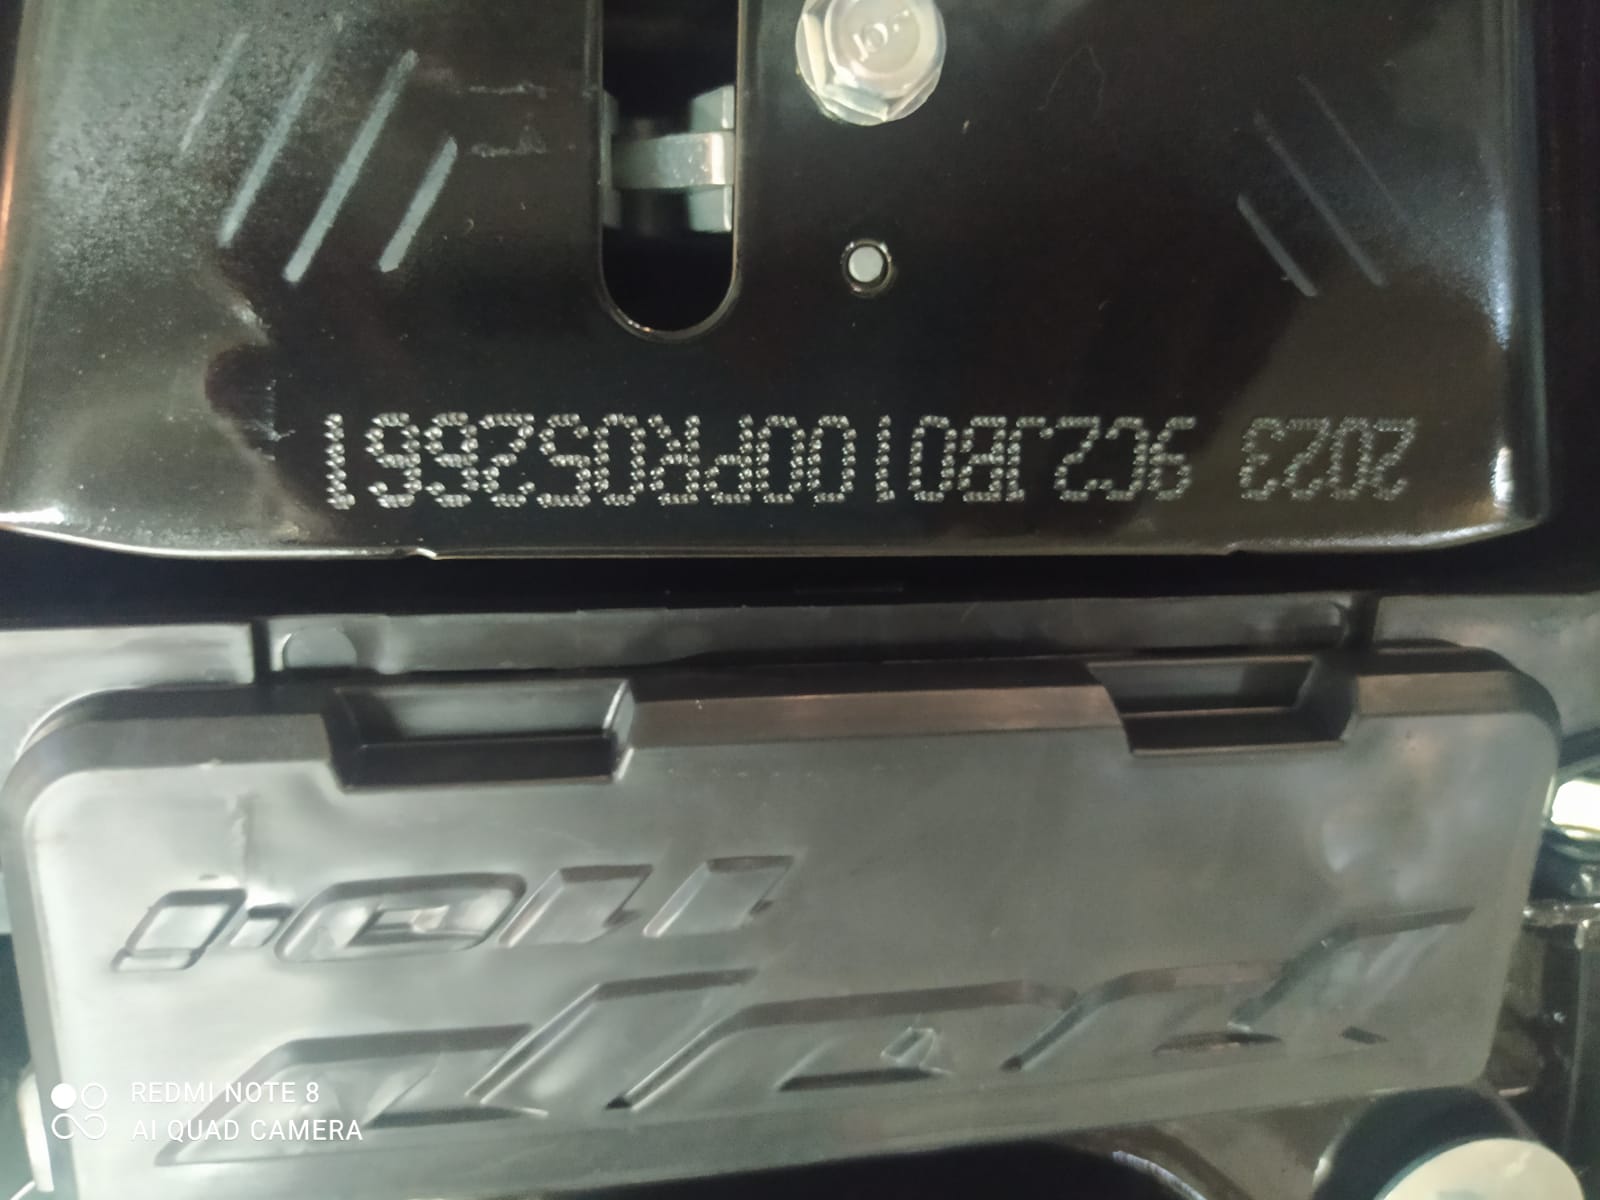 2023 9C2JB0100PR052661
REDMI NOTE 8
AI QUAD CAMERA